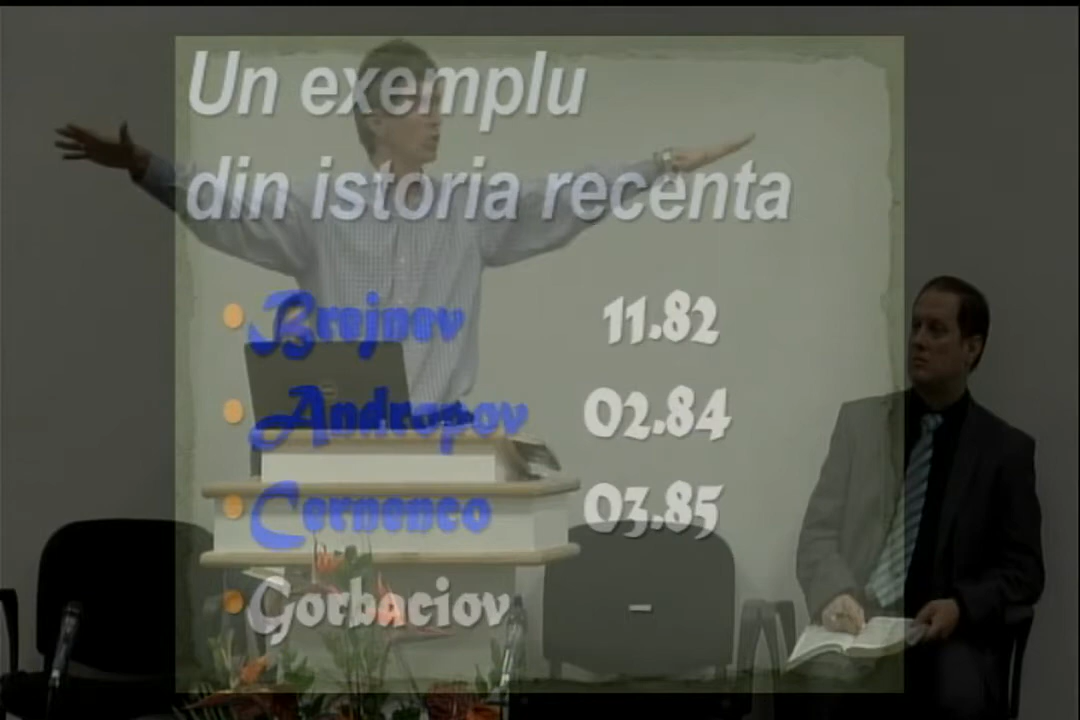 Un exemplu
din istoria recenta
• Brejnev 11.82
• Andropov 02.84
• Cernenco 03.85
• Gorbaciov –